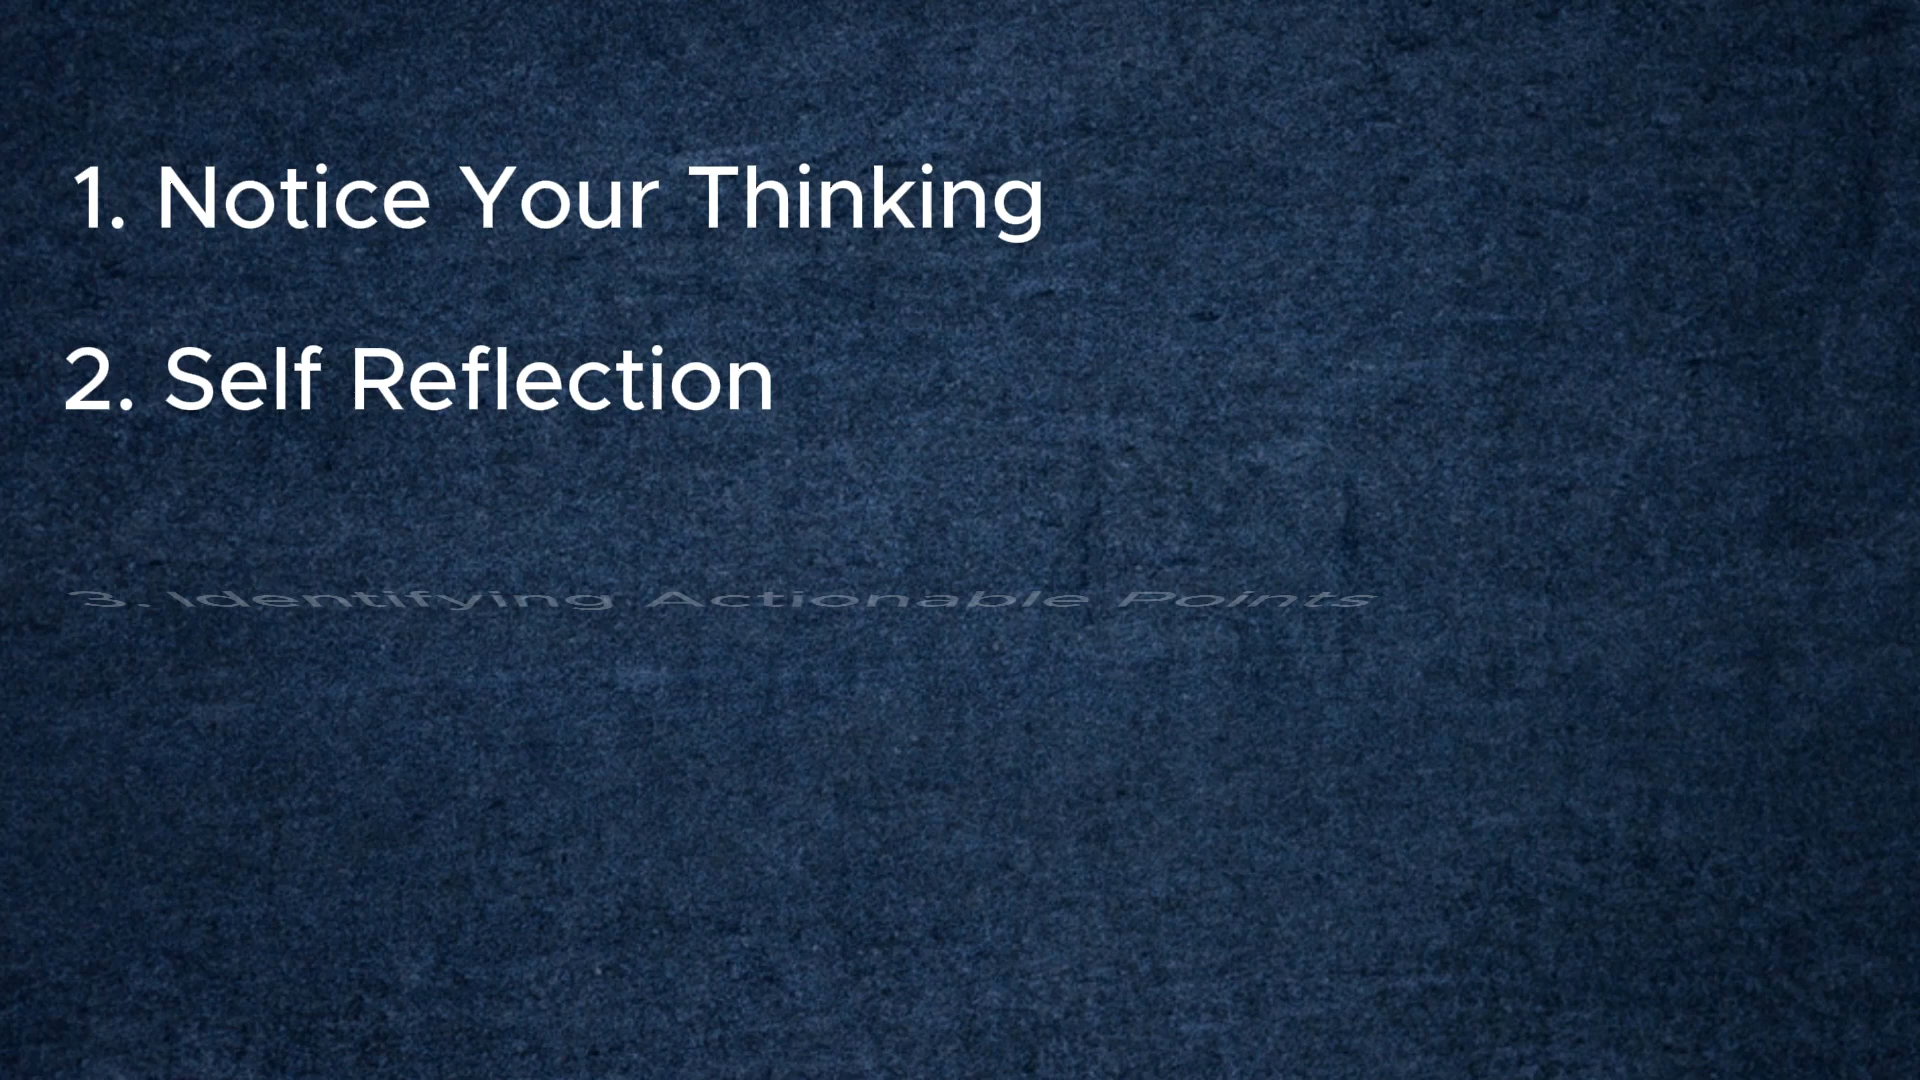 1. Notice Your Thinking
2. Self Reflection
3. Identifying Actionable Points